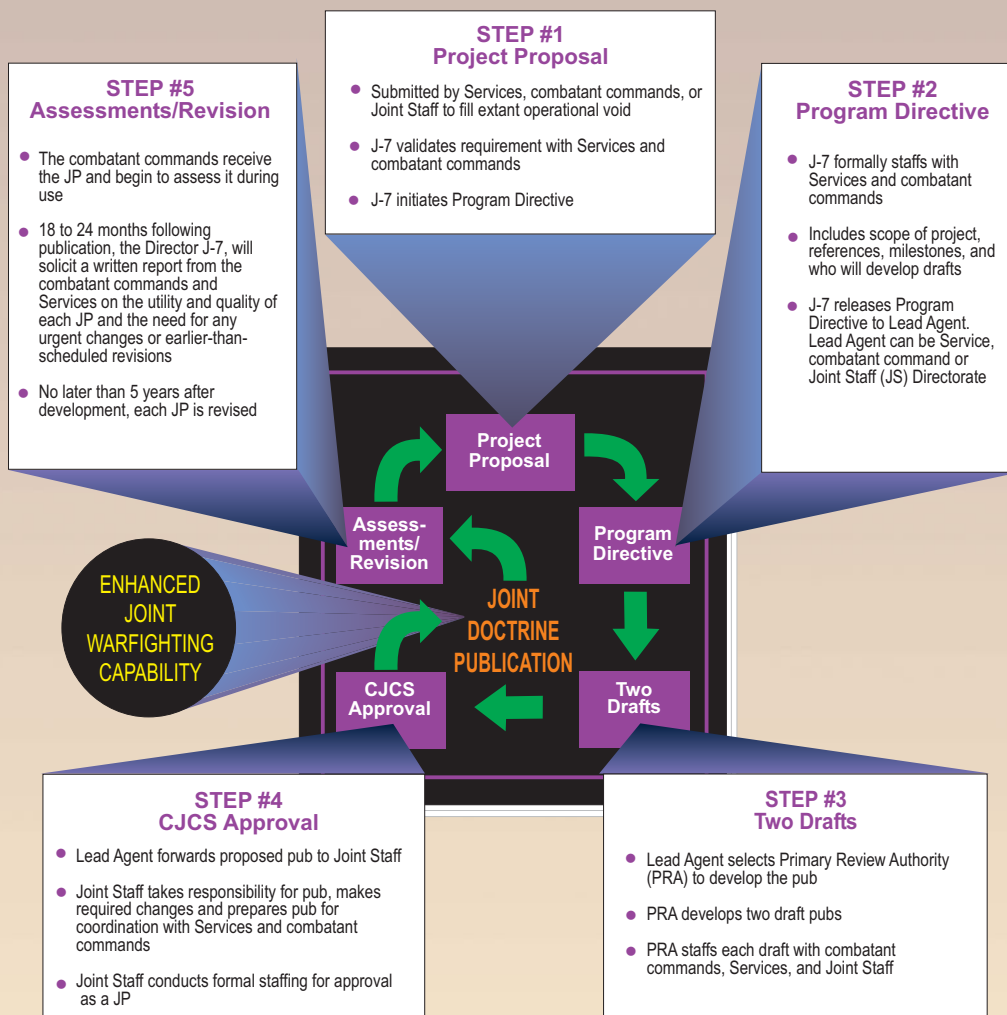 STEP #1
Project Proposal
• Submitted by Services, combatant commands, or
Joint Staff to fill extant operational void
• J-7 validates requirement with Services and
combatant commands
• J-7 initiates Program Directive
STEP #5
Assessments/Revision
• The combatant commands receive
the JP and begin to assess it during
use
• 18 to 24 months following
publication, the Director J-7, will
solicit a written report from the
combatant commands and
Services on the utility and quality of
each JP and the need for any
urgent changes or earlier-than-
scheduled revisions
• No later than 5 years after
development, each JP is revised
STEP #2
Program Directive
• J-7 formally staffs with
Services and combatant
commands
• Includes scope of project,
references, milestones, and
who will develop drafts
• J-7 releases Program
Directive to Lead Agent.
Lead Agent can be Service,
combatant command or
Joint Staff (JS) Directorate
Project
Proposal
Assess-
ments/
Revision
Program
Directive
ENHANCED
JOINT
WARFIGHTING
CAPABILITY
JOINT
DOCTRINE
PUBLICATION
CJCS
Approval
Two
Drafts
STEP #4
CJCS Approval
• Lead Agent forwards proposed pub to Joint Staff
• Joint Staff takes responsibility for pub, makes
required changes and prepares pub for
coordination with Services and combatant
commands
• Joint Staff conducts formal staffing for approval
as a JP
STEP #3
Two Drafts
• Lead Agent selects Primary Review Authority
(PRA) to develop the pub
• PRA develops two draft pubs
• PRA staffs each draft with combatant
commands, Services, and Joint Staff